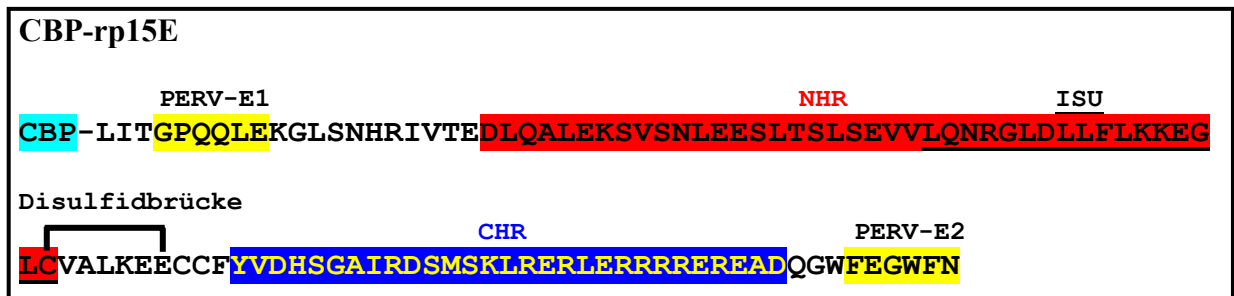 CBP-rp15E
PERV-E1 NHR ISU
CBP-LITGPQQLEKGLSNHRIVTEDLQALEKSVSNLEESLTSLSEVVLQNRGLDLLFLKKEG
Disulfidbrücke
CHR PERV-E2
LCVALKEECCFYVDHSGAIRDSMSKLRERLERRRREREADQGWFEGWFN